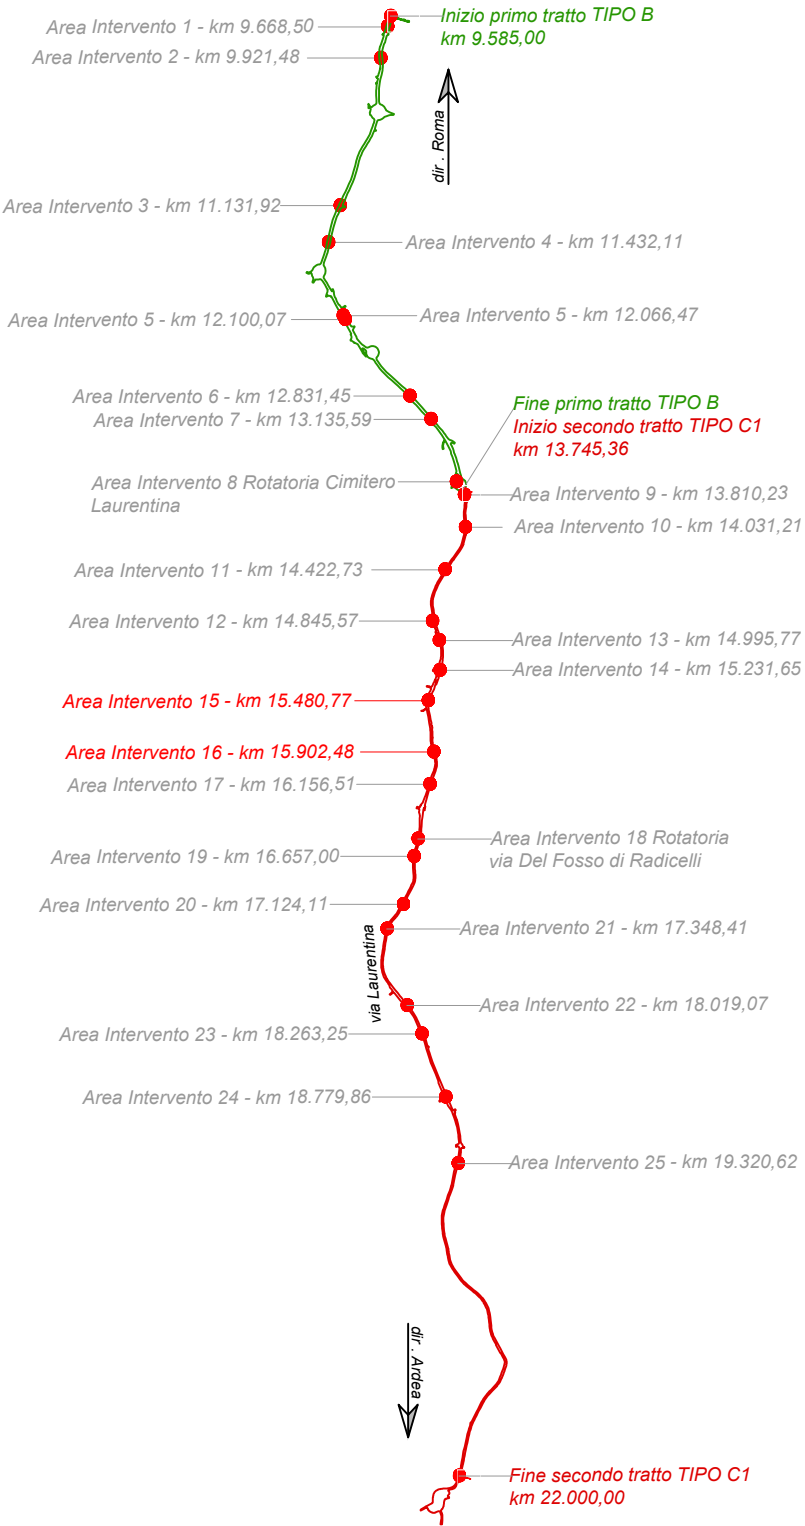 Inizio primo tratto TIPO B
km 9.585,00
Area Intervento 1 - km 9.668,50
Area Intervento 2 - km 9.921,48
dir . Roma
Area Intervento 3 - km 11.131,92
Area Intervento 4 - km 11.432,11
Area Intervento 5 - km 12.066,47
Area Intervento 5 - km 12.100,07
Area Intervento 6 - km 12.831,45
Fine primo tratto TIPO B
Inizio secondo tratto TIPO C1
km 13.745,36
Area Intervento 7 - km 13.135,59
Area Intervento 8 Rotatoria Cimitero
Laurentina
Area Intervento 9 - km 13.810,23
Area Intervento 10 - km 14.031,21
Area Intervento 11 - km 14.422,73
Area Intervento 12 - km 14.845,57
Area Intervento 13 - km 14.995,77
Area Intervento 14 - km 15.231,65
Area Intervento 15 - km 15.480,77
Area Intervento 16 - km 15.902,48
Area Intervento 17 - km 16.156,51
Area Intervento 18 Rotatoria
via Del Fosso di Radicelli
Area Intervento 19 - km 16.657,00
Area Intervento 20 - km 17.124,11
Area Intervento 21 - km 17.348,41
via Laurentina
Area Intervento 22 - km 18.019,07
Area Intervento 23 - km 18.263,25
Area Intervento 24 - km 18.779,86
Area Intervento 25 - km 19.320,62
dir . Ardea
Fine secondo tratto TIPO C1
km 22.000,00